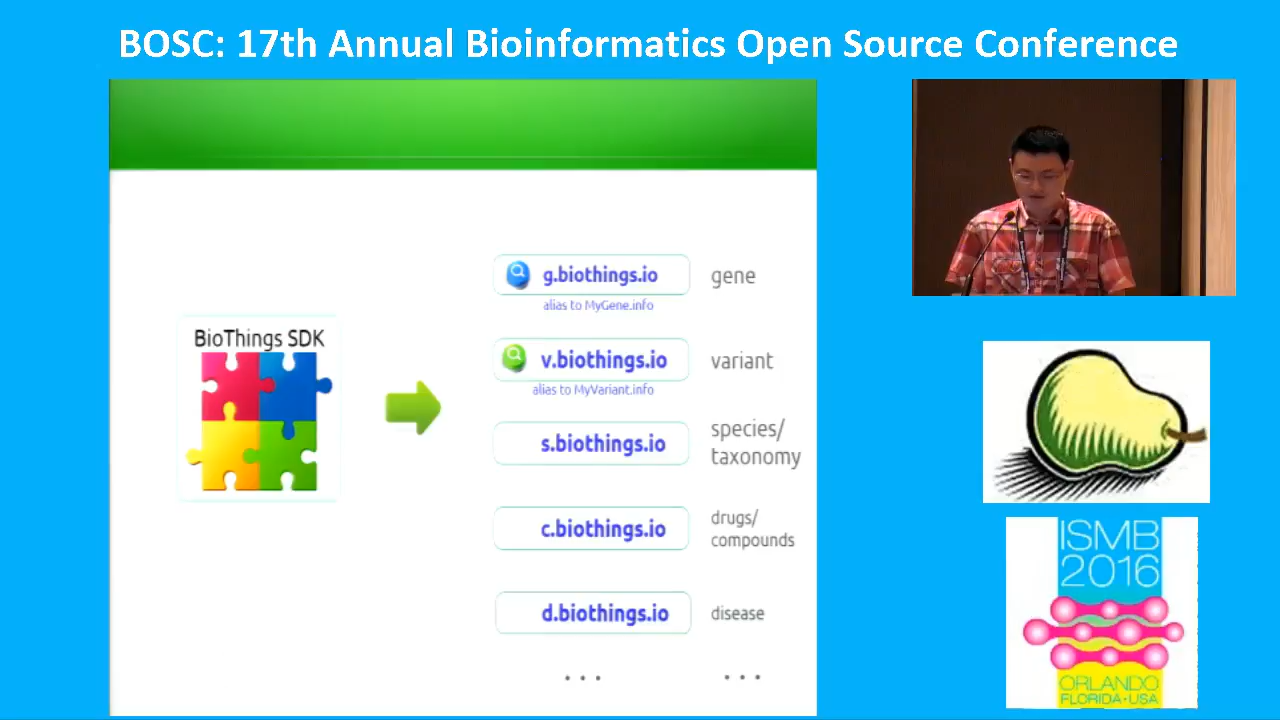 BOSC: 17th Annual Bioinformatics Open Source Conference
BioThings SDK
g.biothings.io gene
alias to MyGene.info
v.biothings.io variant
alias to MyVariant.info
s.biothings.io species/
taxonomy
c.biothings.io drugs/
compounds
d.biothings.io disease
... ...
ISMB
2016
ORLANDO
FLORIDA•USA